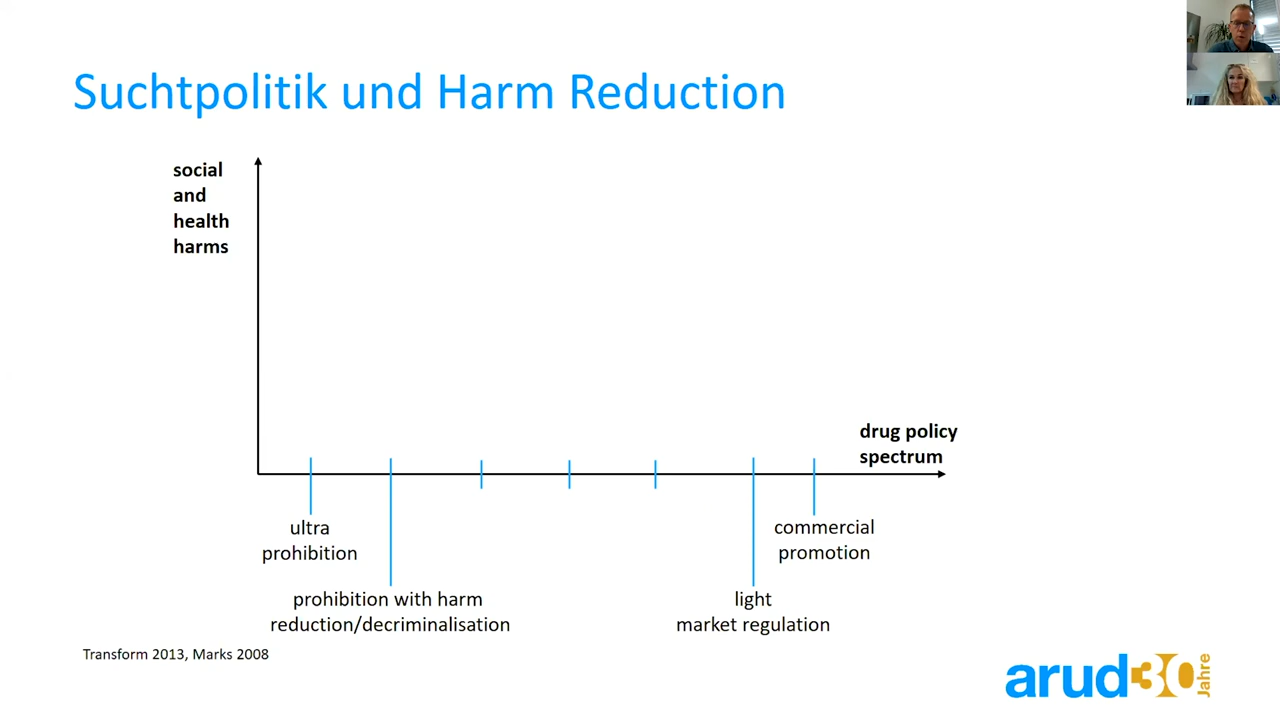 Suchtpolitik und Harm Reduction
social
and
health
harms
drug policy
spectrum
ultra
prohibition
commercial
promotion
prohibition with harm
reduction/decriminalisation
light
market regulation
Transform 2013, Marks 2008
arud 30 Jahre